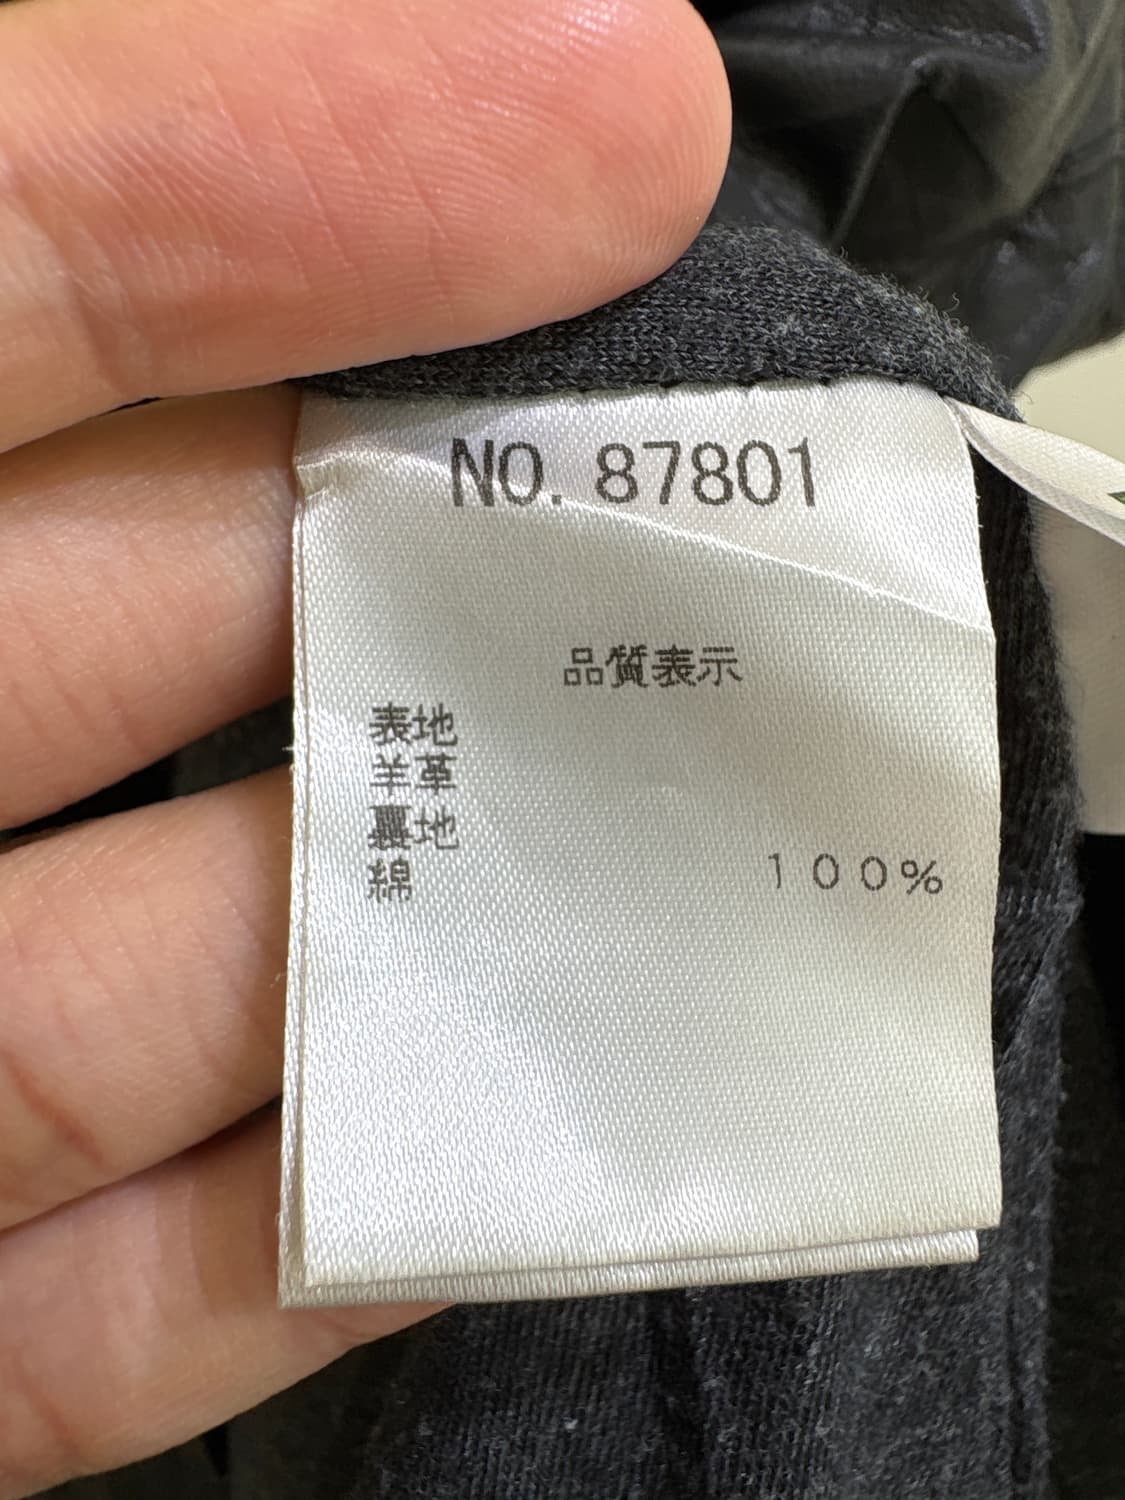 NO. 87801
品質表示
表地
羊革
裏地
綿 100%